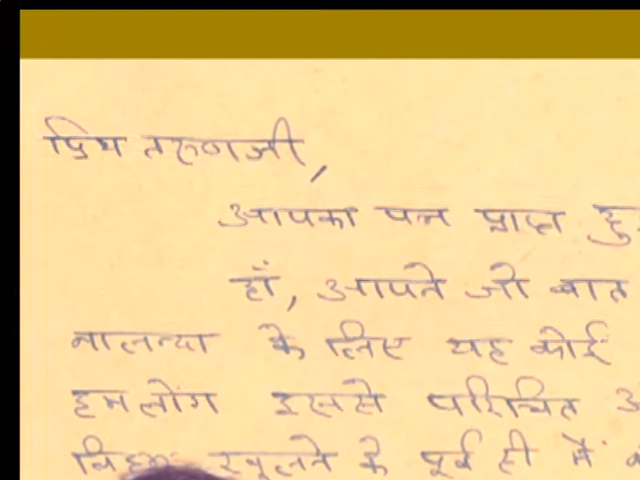 प्रिय तरुणजी,
आपका पत्र प्राप्त
हाँ, आपने जो बात
नालन्दा के लिए यह कोई
हमलोग इससे परिचित
खुलने के पूर्व ही मैं